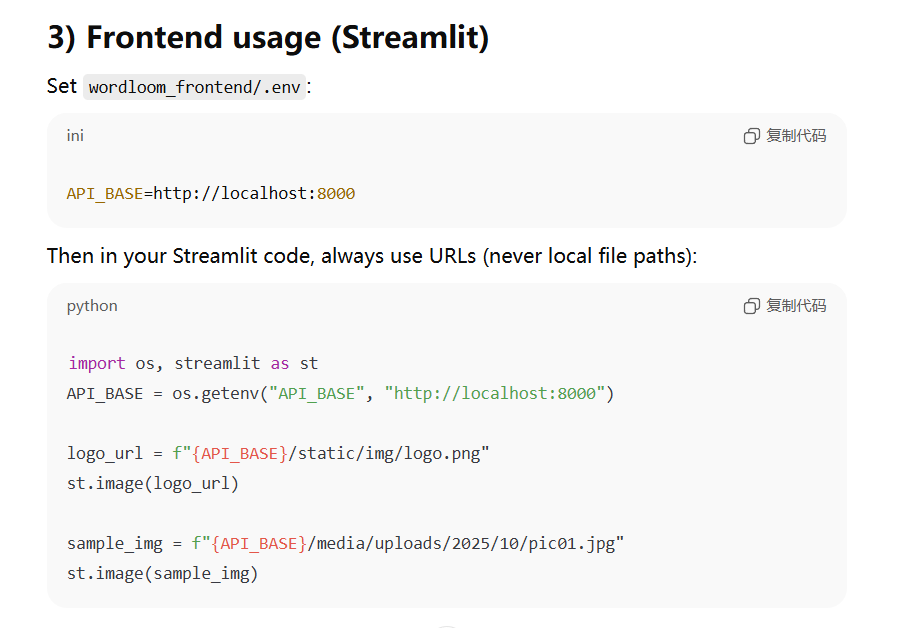 3) Frontend usage (Streamlit)
Set wordloom_frontend/.env:
ini
复制代码
API_BASE=http://localhost:8000
Then in your Streamlit code, always use URLs (never local file paths):
python
复制代码
import os, streamlit as st
API_BASE = os.getenv("API_BASE", "http://localhost:8000")
logo_url = f"{API_BASE}/static/img/logo.png"
st.image(logo_url)
sample_img = f"{API_BASE}/media/uploads/2025/10/pic01.jpg"
st.image(sample_img)